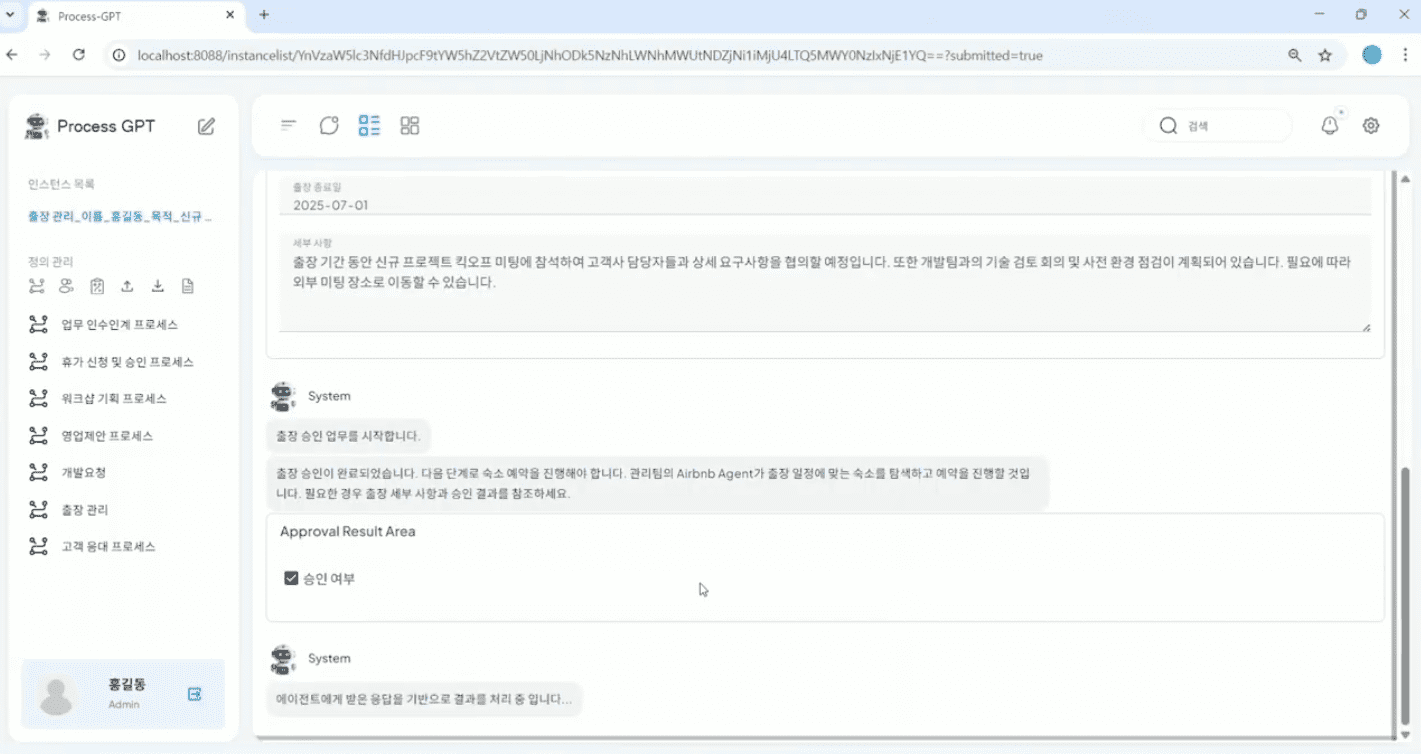 Process-GPT
localhost:8088/instancelist/YnVzaW5lc3NfdHJpcF9tYW5hZ2VtZW50LjNhODk5NzNhLWNhMWUtNDZjNi1iMjU4LTQ5MWY0NzIxNjE1YQ==?submitted=true
Process GPT
검색
인스턴스 목록
출장 관리_이름_홍길동_목적_신규 ...
정의 관리
업무 인수인계 프로세스
휴가 신청 및 승인 프로세스
워크샵 기획 프로세스
영업제안 프로세스
개발요청
출장 관리
고객 응대 프로세스
홍길동
Admin
출장 종료일
2025-07-01
세부 사항
출장 기간 동안 신규 프로젝트 킥오프 미팅에 참석하여 고객사 담당자들과 상세 요구사항을 협의할 예정입니다. 또한 개발팀과의 기술 검토 회의 및 사전 환경 점검이 계획되어 있습니다. 필요에 따라
외부 미팅 장소로 이동할 수 있습니다.
System
출장 승인 업무를 시작합니다.
출장 승인이 완료되었습니다. 다음 단계로 숙소 예약을 진행해야 합니다. 관리팀의 Airbnb Agent가 출장 일정에 맞는 숙소를 탐색하고 예약을 진행할 것입
니다. 필요한 경우 출장 세부 사항과 승인 결과를 참조하세요.
Approval Result Area
승인 여부
System
에이전트에게 받은 응답을 기반으로 결과를 처리 중 입니다...